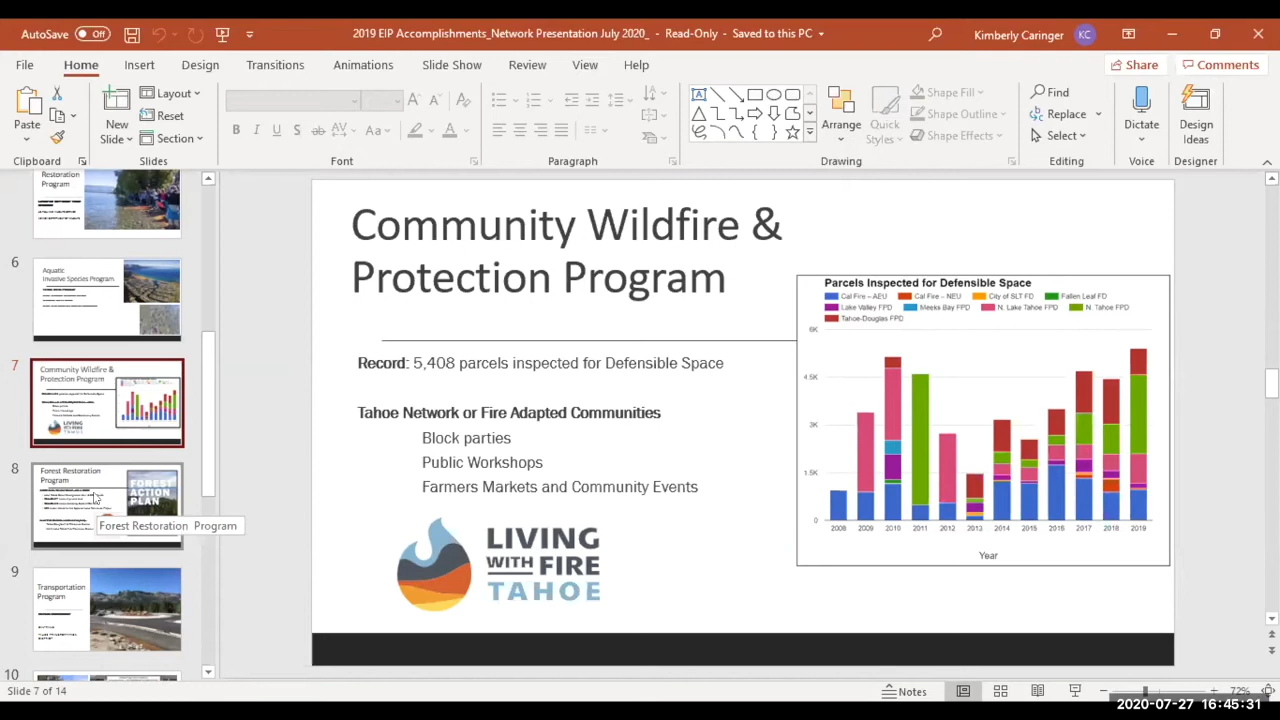 AutoSave Off
2019 EIP Accomplishments_Network Presentation July 2020_ - Read-Only - Saved to this PC
Kimberly Caringer KC
File Home Insert Design Transitions Animations Slide Show Review View Help
Share Comments
Paste
New
Slide
Layout
Reset
Section
Shape Fill
Shape Outline
Shape Effects
Arrange
Quick
Styles
Find
Replace
Select
Dictate
Design
Ideas
Clipboard Slides Font Paragraph Drawing Editing Voice Designer
Restoration
Program
6
Aquatic
Invasive Species Program
7
Community Wildfire &
Protection Program
LIVING
WITH FIRE
8
Forest Restoration
Program
FOREST
ACTION
PLAN
Forest Restoration Program
9
Transportation
Program
10
Community Wildfire &
Protection Program
Record: 5,408 parcels inspected for Defensible Space
Tahoe Network or Fire Adapted Communities
Block parties
Public Workshops
Farmers Markets and Community Events
LIVING
WITH FIRE
TAHOE
Parcels Inspected for Defensible Space
Cal Fire – AEU Cal Fire – NEU City of SLT FD Fallen Leaf FD
Lake Valley FPD Meeks Bay FPD N. Lake Tahoe FPD N. Tahoe FPD
Tahoe-Douglas FPD
6K
4.5K
3K
1.5K
0
2008 2009 2010 2011 2012 2013 2014 2015 2016 2017 2018 2019
Year
Slide 7 of 14
Notes
72%
2020-07-27 16:45:31